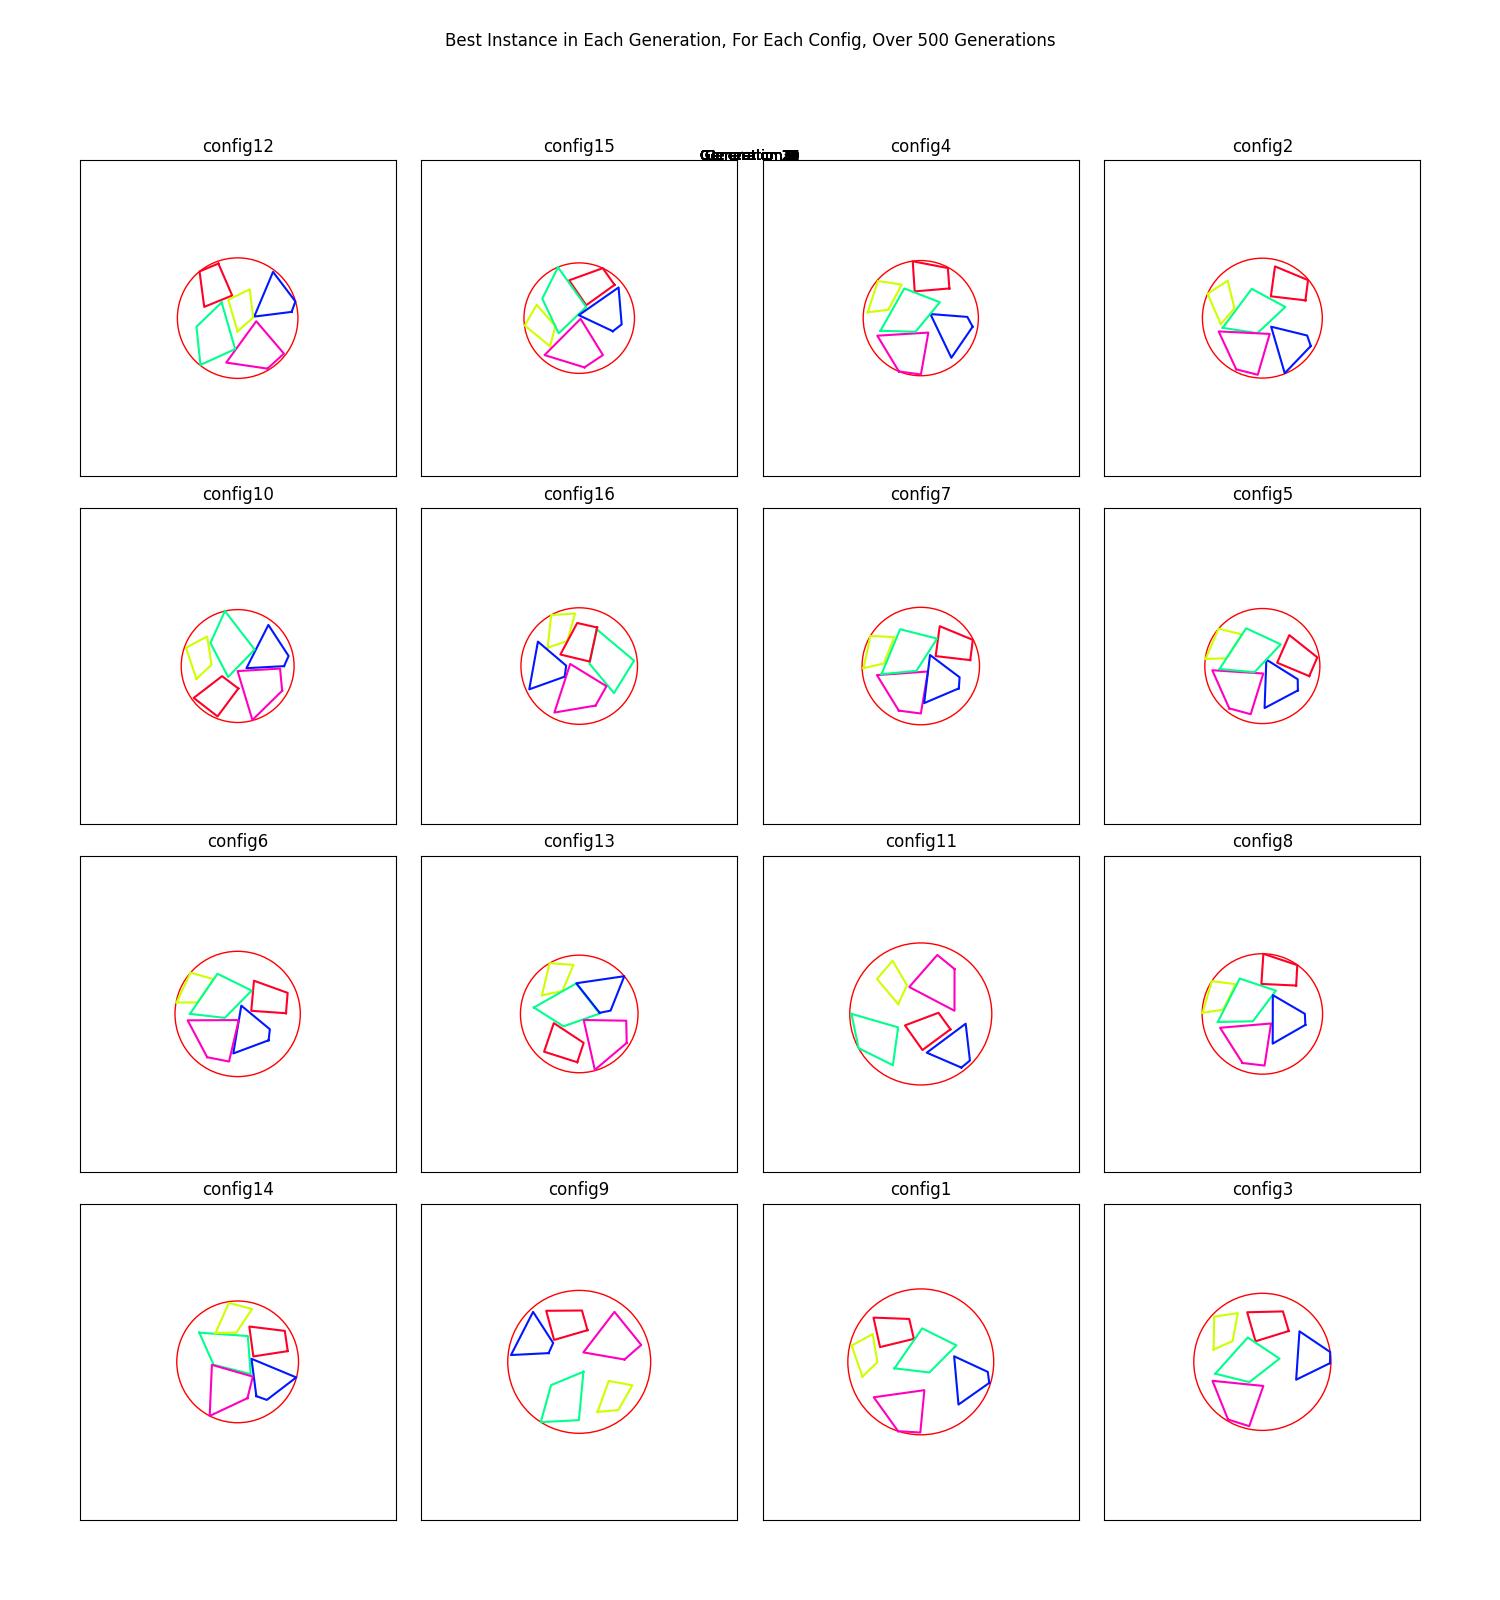 Best Instance in Each Generation, For Each Config, Over 500 Generations
config12
config15
config4
config2
config10
config16
config7
config5
config6
config13
config11
config8
config14
config9
config1
config3